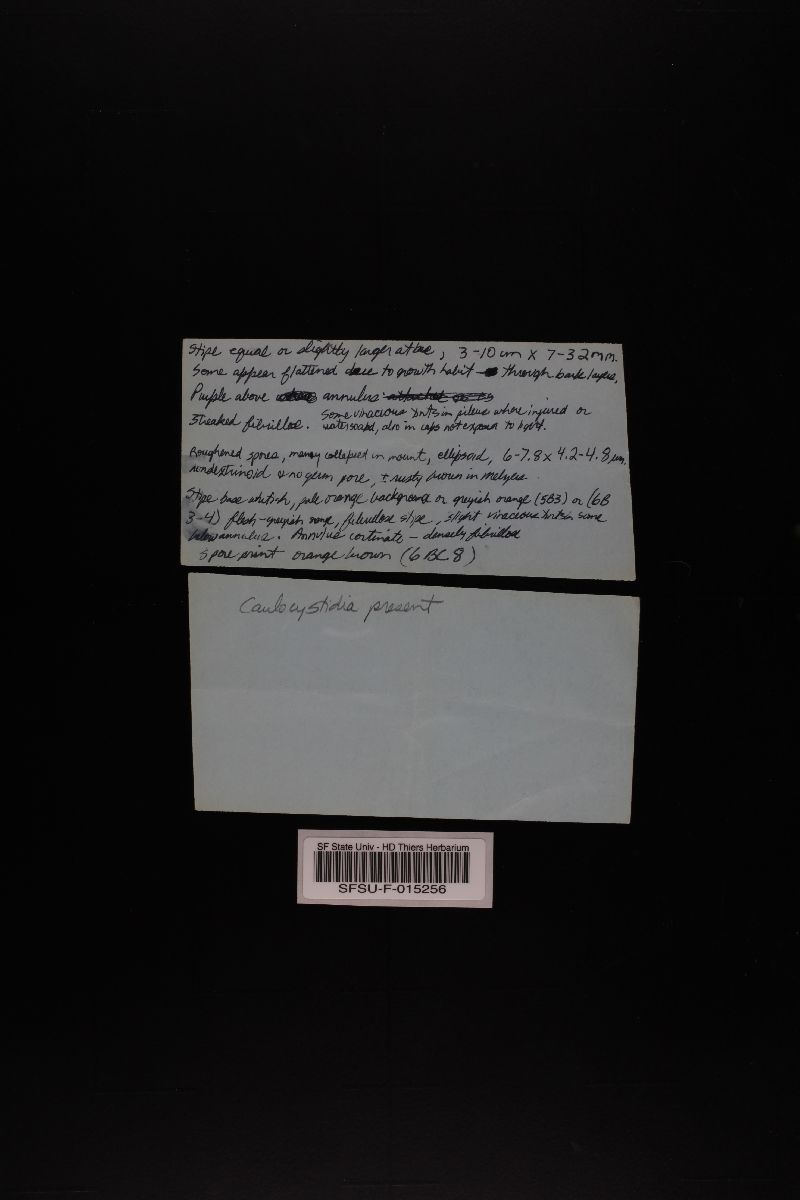 Stipe equal or slightly larger at base, 3-10 cm x 7-32 mm.
Some appear flattened due to growth habit - through bark layers,
Purple above annulus
streaked fibrillose. Some vinaceous tints in pileus where injured or
watersoaked, also in caps not exposed to light.
Roughened spores, many collapsed in mount, ellipsoid, 6-7.8 x 4.2-4.8 µm,
nondextrinoid & no germ pore, ± rusty brown in Melzers.
Stipe base whitish, pale orange background or greyish orange (5B3) or (6B
3-4) flesh-greyish orange, fibrillose stipe, slight vinaceous tints in some
below annulus. Annulus cortinate - densely fibrillose
Spore print orange brown (6BC8)
Caulocystidia present
SF State Univ - HD Thiers Herbarium
SFSU-F-015256